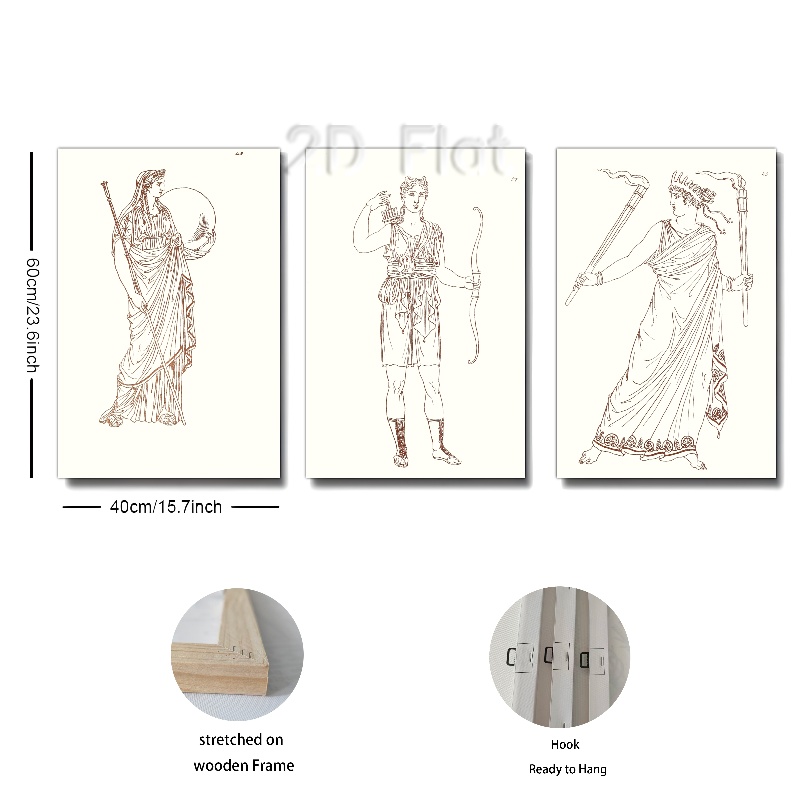 2D Flat
60cm/23.6inch
40cm/15.7inch
stretched on
wooden Frame
Hook
Ready to Hang